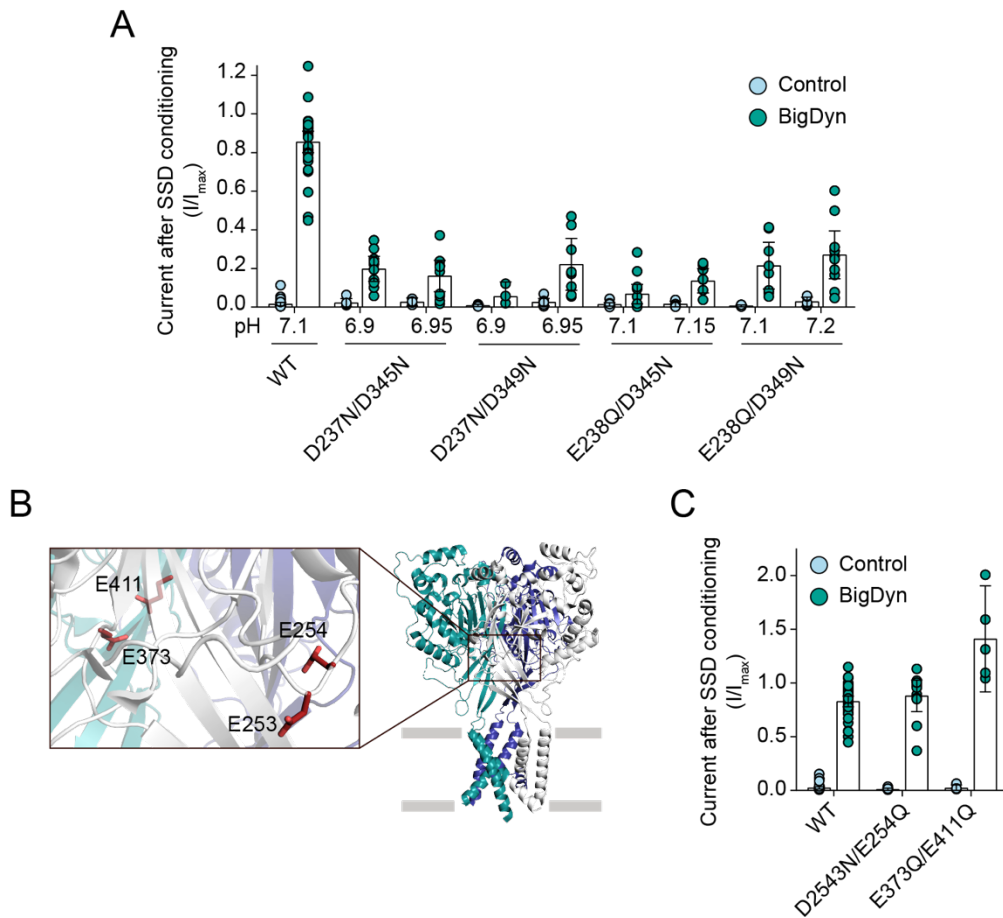 A
Current after SSD conditioning
(I/Imax)
1.2
1.0
0.8
0.6
0.4
0.2
0.0
Control
BigDyn
pH 7.1 6.9 6.95 6.9 6.95 7.1 7.15 7.1 7.2
WT
D237N/D345N
D237N/D349N
E238Q/D345N
E238Q/D349N
B
E411
E373
E254
E253
C
Current after SSD conditioning
(I/Imax)
2.0
1.5
1.0
0.5
0.0
Control
BigDyn
WT
D2543N/E254Q
E373Q/E411Q